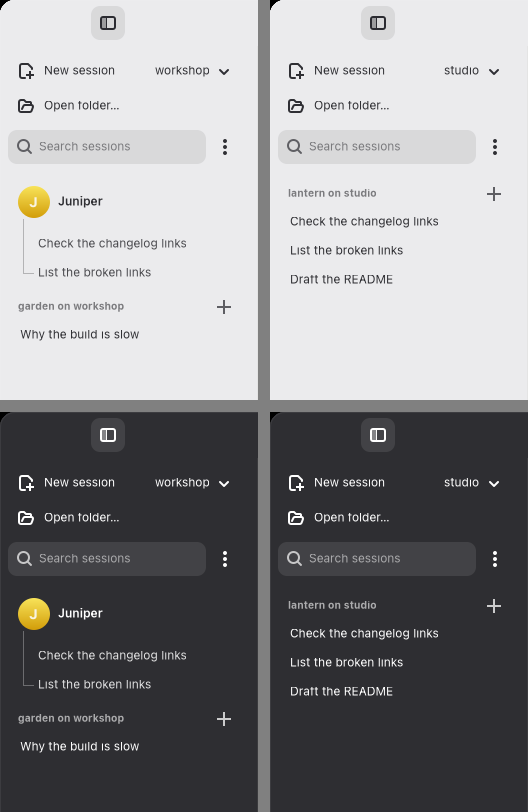 New session workshop
Open folder...
Search sessions
J Juniper
Check the changelog links
List the broken links
garden on workshop
Why the build is slow
New session studio
Open folder...
Search sessions
lantern on studio
Check the changelog links
List the broken links
Draft the README
New session workshop
Open folder...
Search sessions
J Juniper
Check the changelog links
List the broken links
garden on workshop
Why the build is slow
New session studio
Open folder...
Search sessions
lantern on studio
Check the changelog links
List the broken links
Draft the README